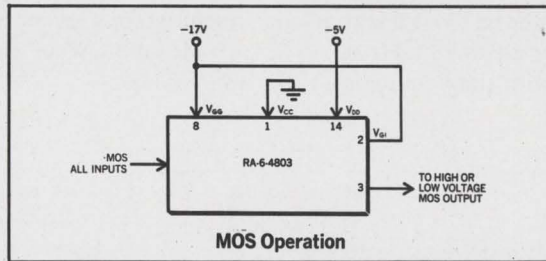 -17V -5V
VGG VCC VDD
8 1 14 VGI
2
-MOS
ALL INPUTS
RA-6-4803
3
TO HIGH OR
LOW VOLTAGE
MOS OUTPUT
MOS Operation